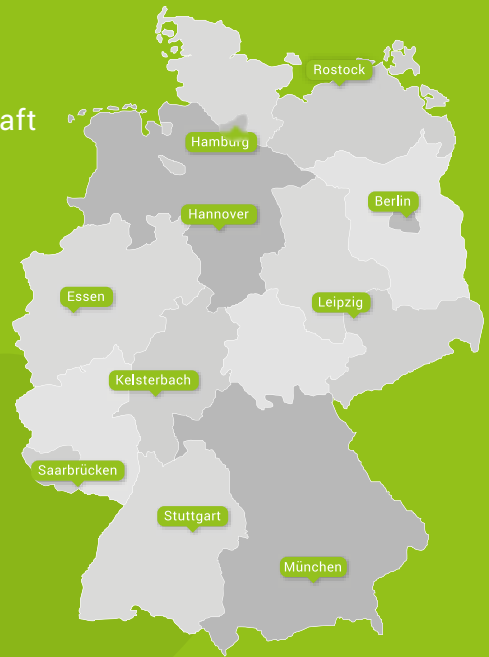 Rostock
aft
Hamburg
Berlin
Hannover
Essen
Leipzig
Kelsterbach
Saarbrücken
Stuttgart
München